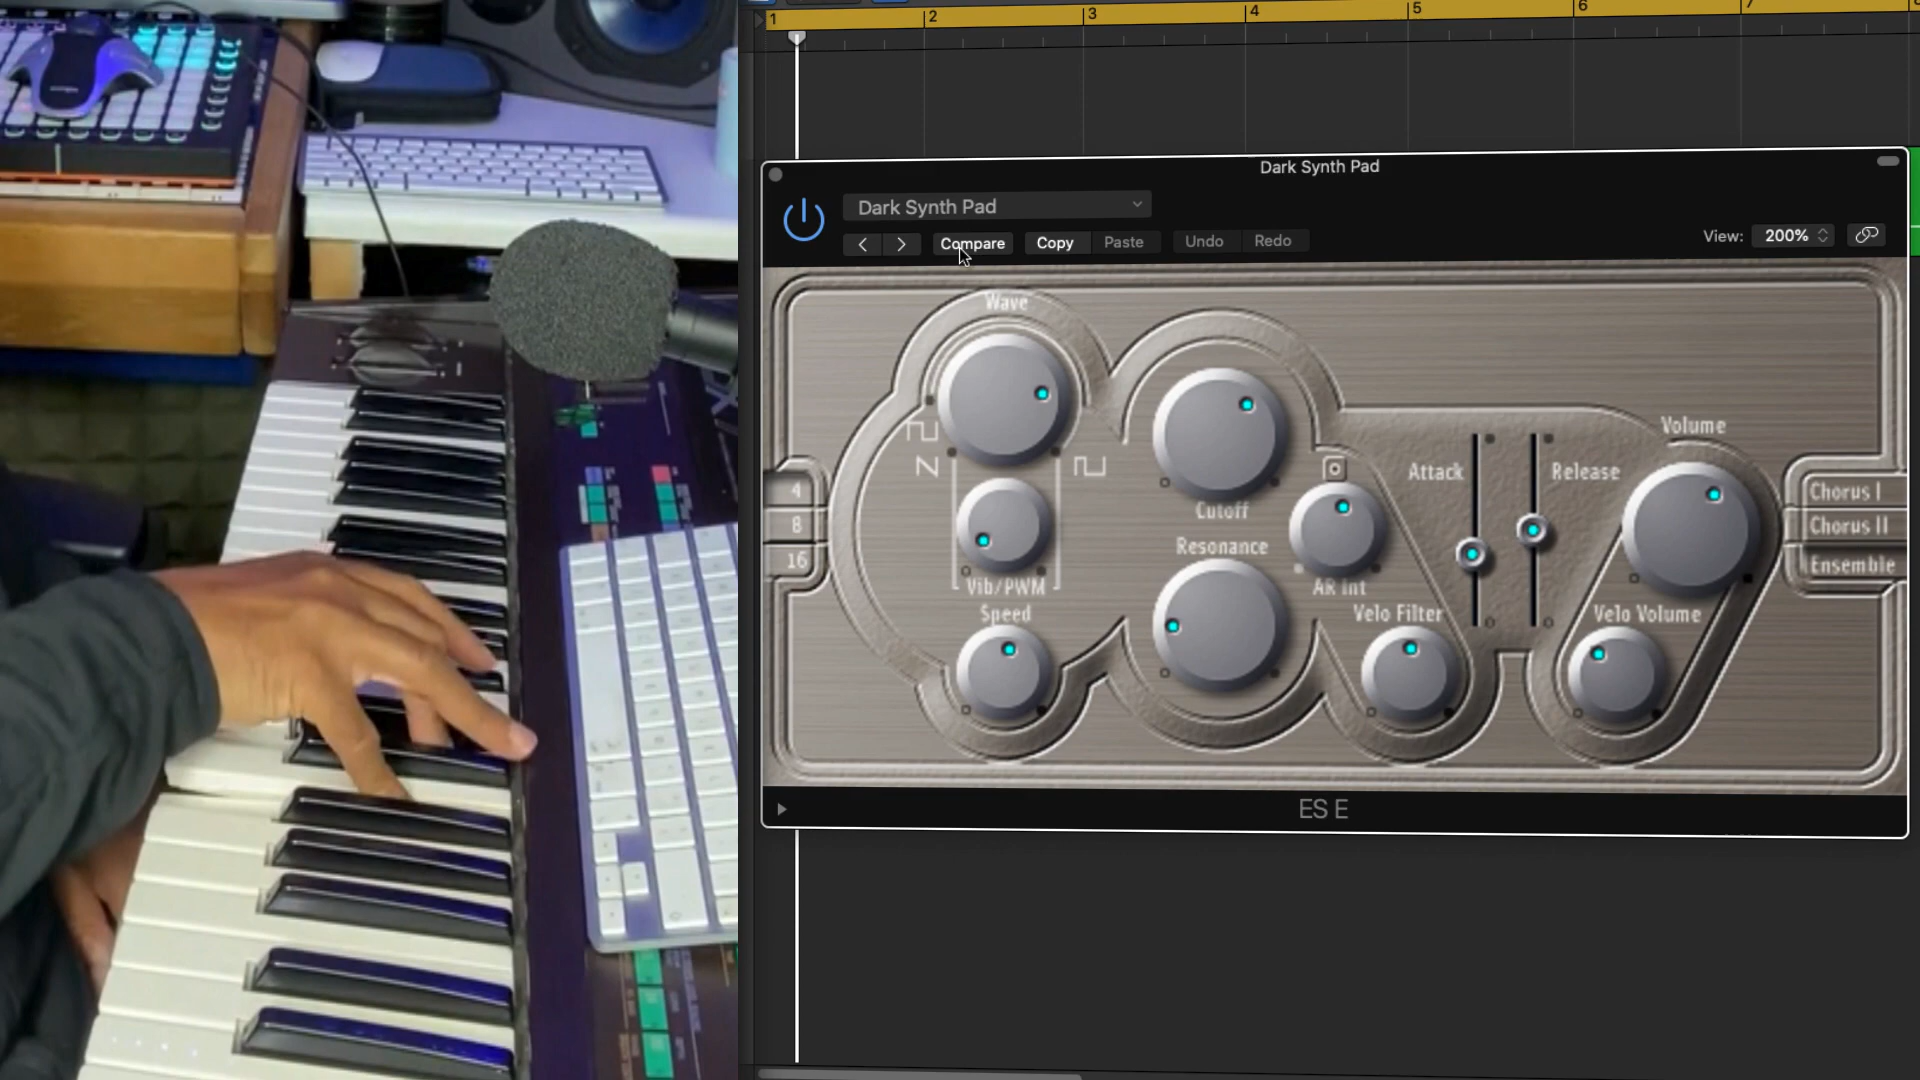 1 2 3 4 5 6 7
Dark Synth Pad
Dark Synth Pad
Compare Copy Paste Undo Redo
View: 200%
Wave
Volume
Attack Release
4
8
16
Cutoff
Resonance
Vib/PWM
AR Int
Speed
Velo Filter
Velo Volume
Chorus I
Chorus II
Ensemble
ES E